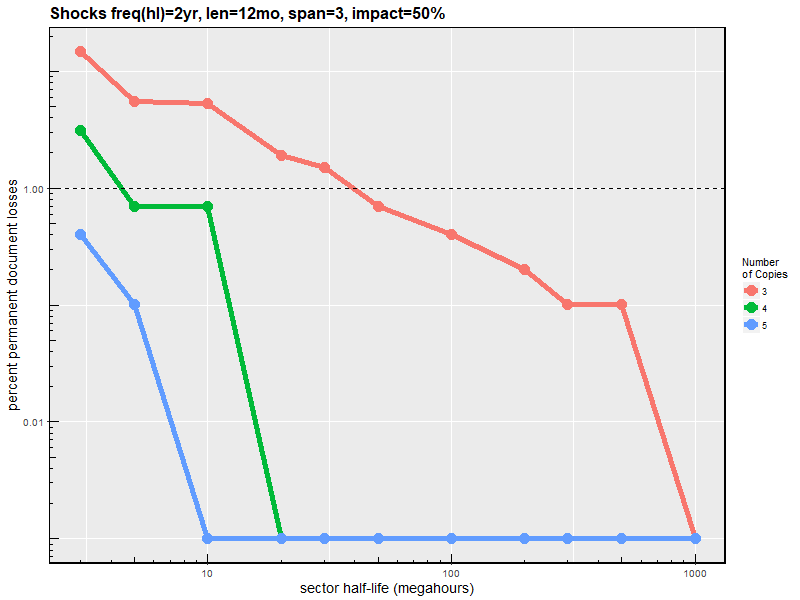 Shocks freq(hl)=2yr, len=12mo, span=3, impact=50%
percent permanent document losses
1.00
0.01
10
100
1000
sector half-life (megahours)
Number
of Copies
3
4
5